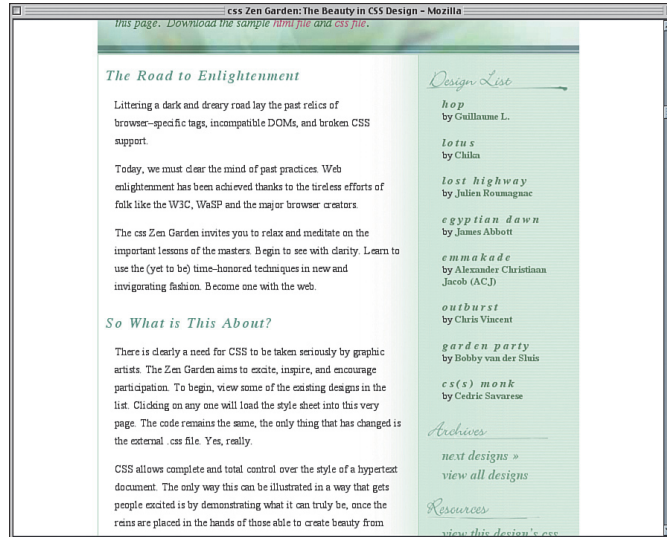 css Zen Garden: The Beauty in CSS Design - Mozilla
this page. Download the sample html file and css file.
The Road to Enlightenment
Littering a dark and dreary road lay the past relics of
browser-specific tags, incompatible DOMs, and broken CSS
support.
Today, we must clear the mind of past practices. Web
enlightenment has been achieved thanks to the tireless efforts of
folk like the W3C, WaSP and the major browser creators.
The css Zen Garden invites you to relax and meditate on the
important lessons of the masters. Begin to see with clarity. Learn to
use the (yet to be) time-honored techniques in new and
invigorating fashion. Become one with the web.
So What is This About?
There is clearly a need for CSS to be taken seriously by graphic
artists. The Zen Garden aims to excite, inspire, and encourage
participation. To begin, view some of the existing designs in the
list. Clicking on any one will load the style sheet into this very
page. The code remains the same, the only thing that has changed is
the external .css file. Yes, really.
CSS allows complete and total control over the style of a hypertext
document. The only way this can be illustrated in a way that gets
people excited is by demonstrating what it can truly be, once the
reins are placed in the hands of those able to create beauty from
Design List
hop
by Guillaume L.
lotus
by Chika
lost highway
by Julien Roumagnac
egyptian dawn
by James Abbott
emmakade
by Alexander Christiaan
Jacob (ACJ)
outburst
by Chris Vincent
garden party
by Bobby van der Sluis
cs(s) monk
by Cedric Savarese
Archives
next designs »
view all designs
Resources
view this design's css